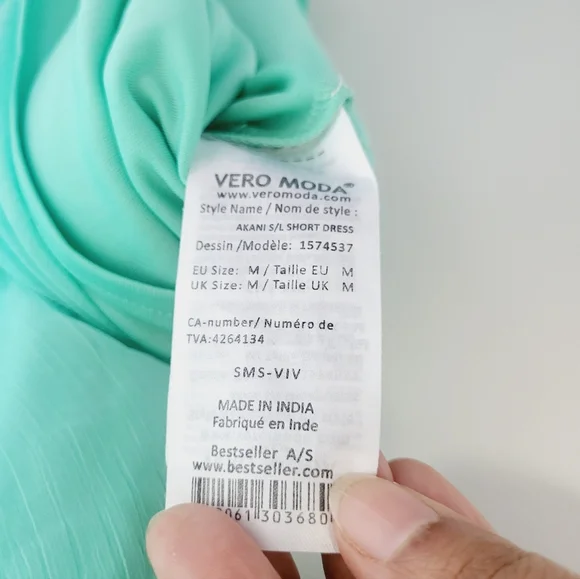 VERO MODA®
www.veromoda.com
Style Name / Nom de style :
AKANI S/L SHORT DRESS
Dessin /Modèle: 1574537
EU Size: M / Taille EU M
UK Size: M / Taille UK M
CA-number/ Numéro de
TVA:4264134
SMS-VIV
MADE IN INDIA
Fabriqué en Inde
Bestseller A/S
www.bestseller.com
061 303680